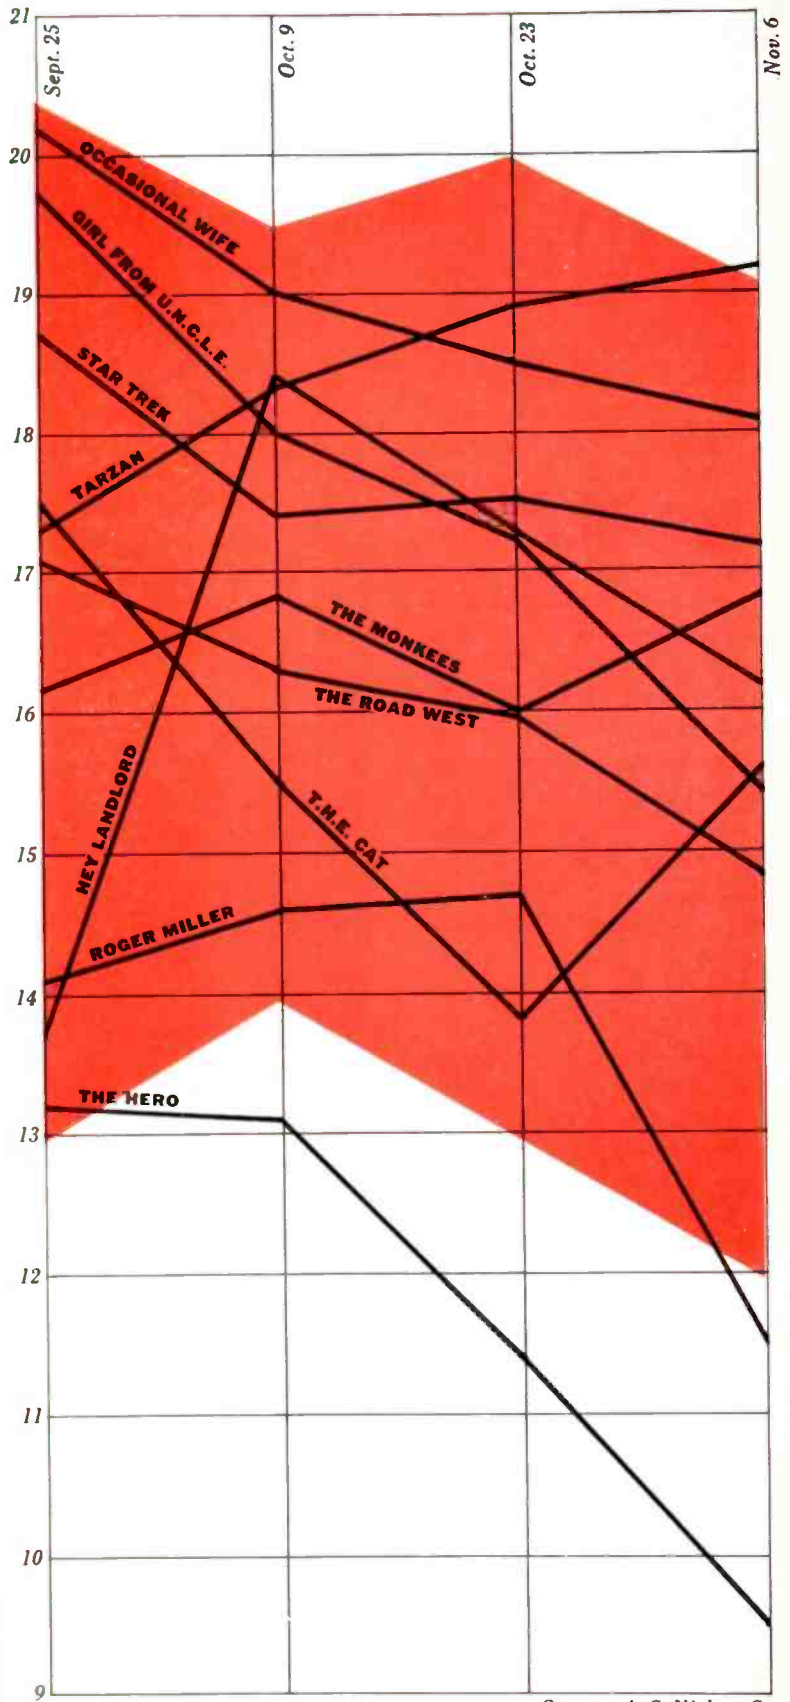 21
Sept. 25
Oct. 9
Oct. 23
Nov. 6
20
OCCASIONAL WIFE
GIRL FROM U.N.C.L.E.
19
STAR TREK
18
TARZAN
17
THE MONKEES
THE ROAD WEST
16
HEY LANDLORD
T.H.E. CAT
15
ROGER MILLER
14
THE HERO
13
12
11
10
9